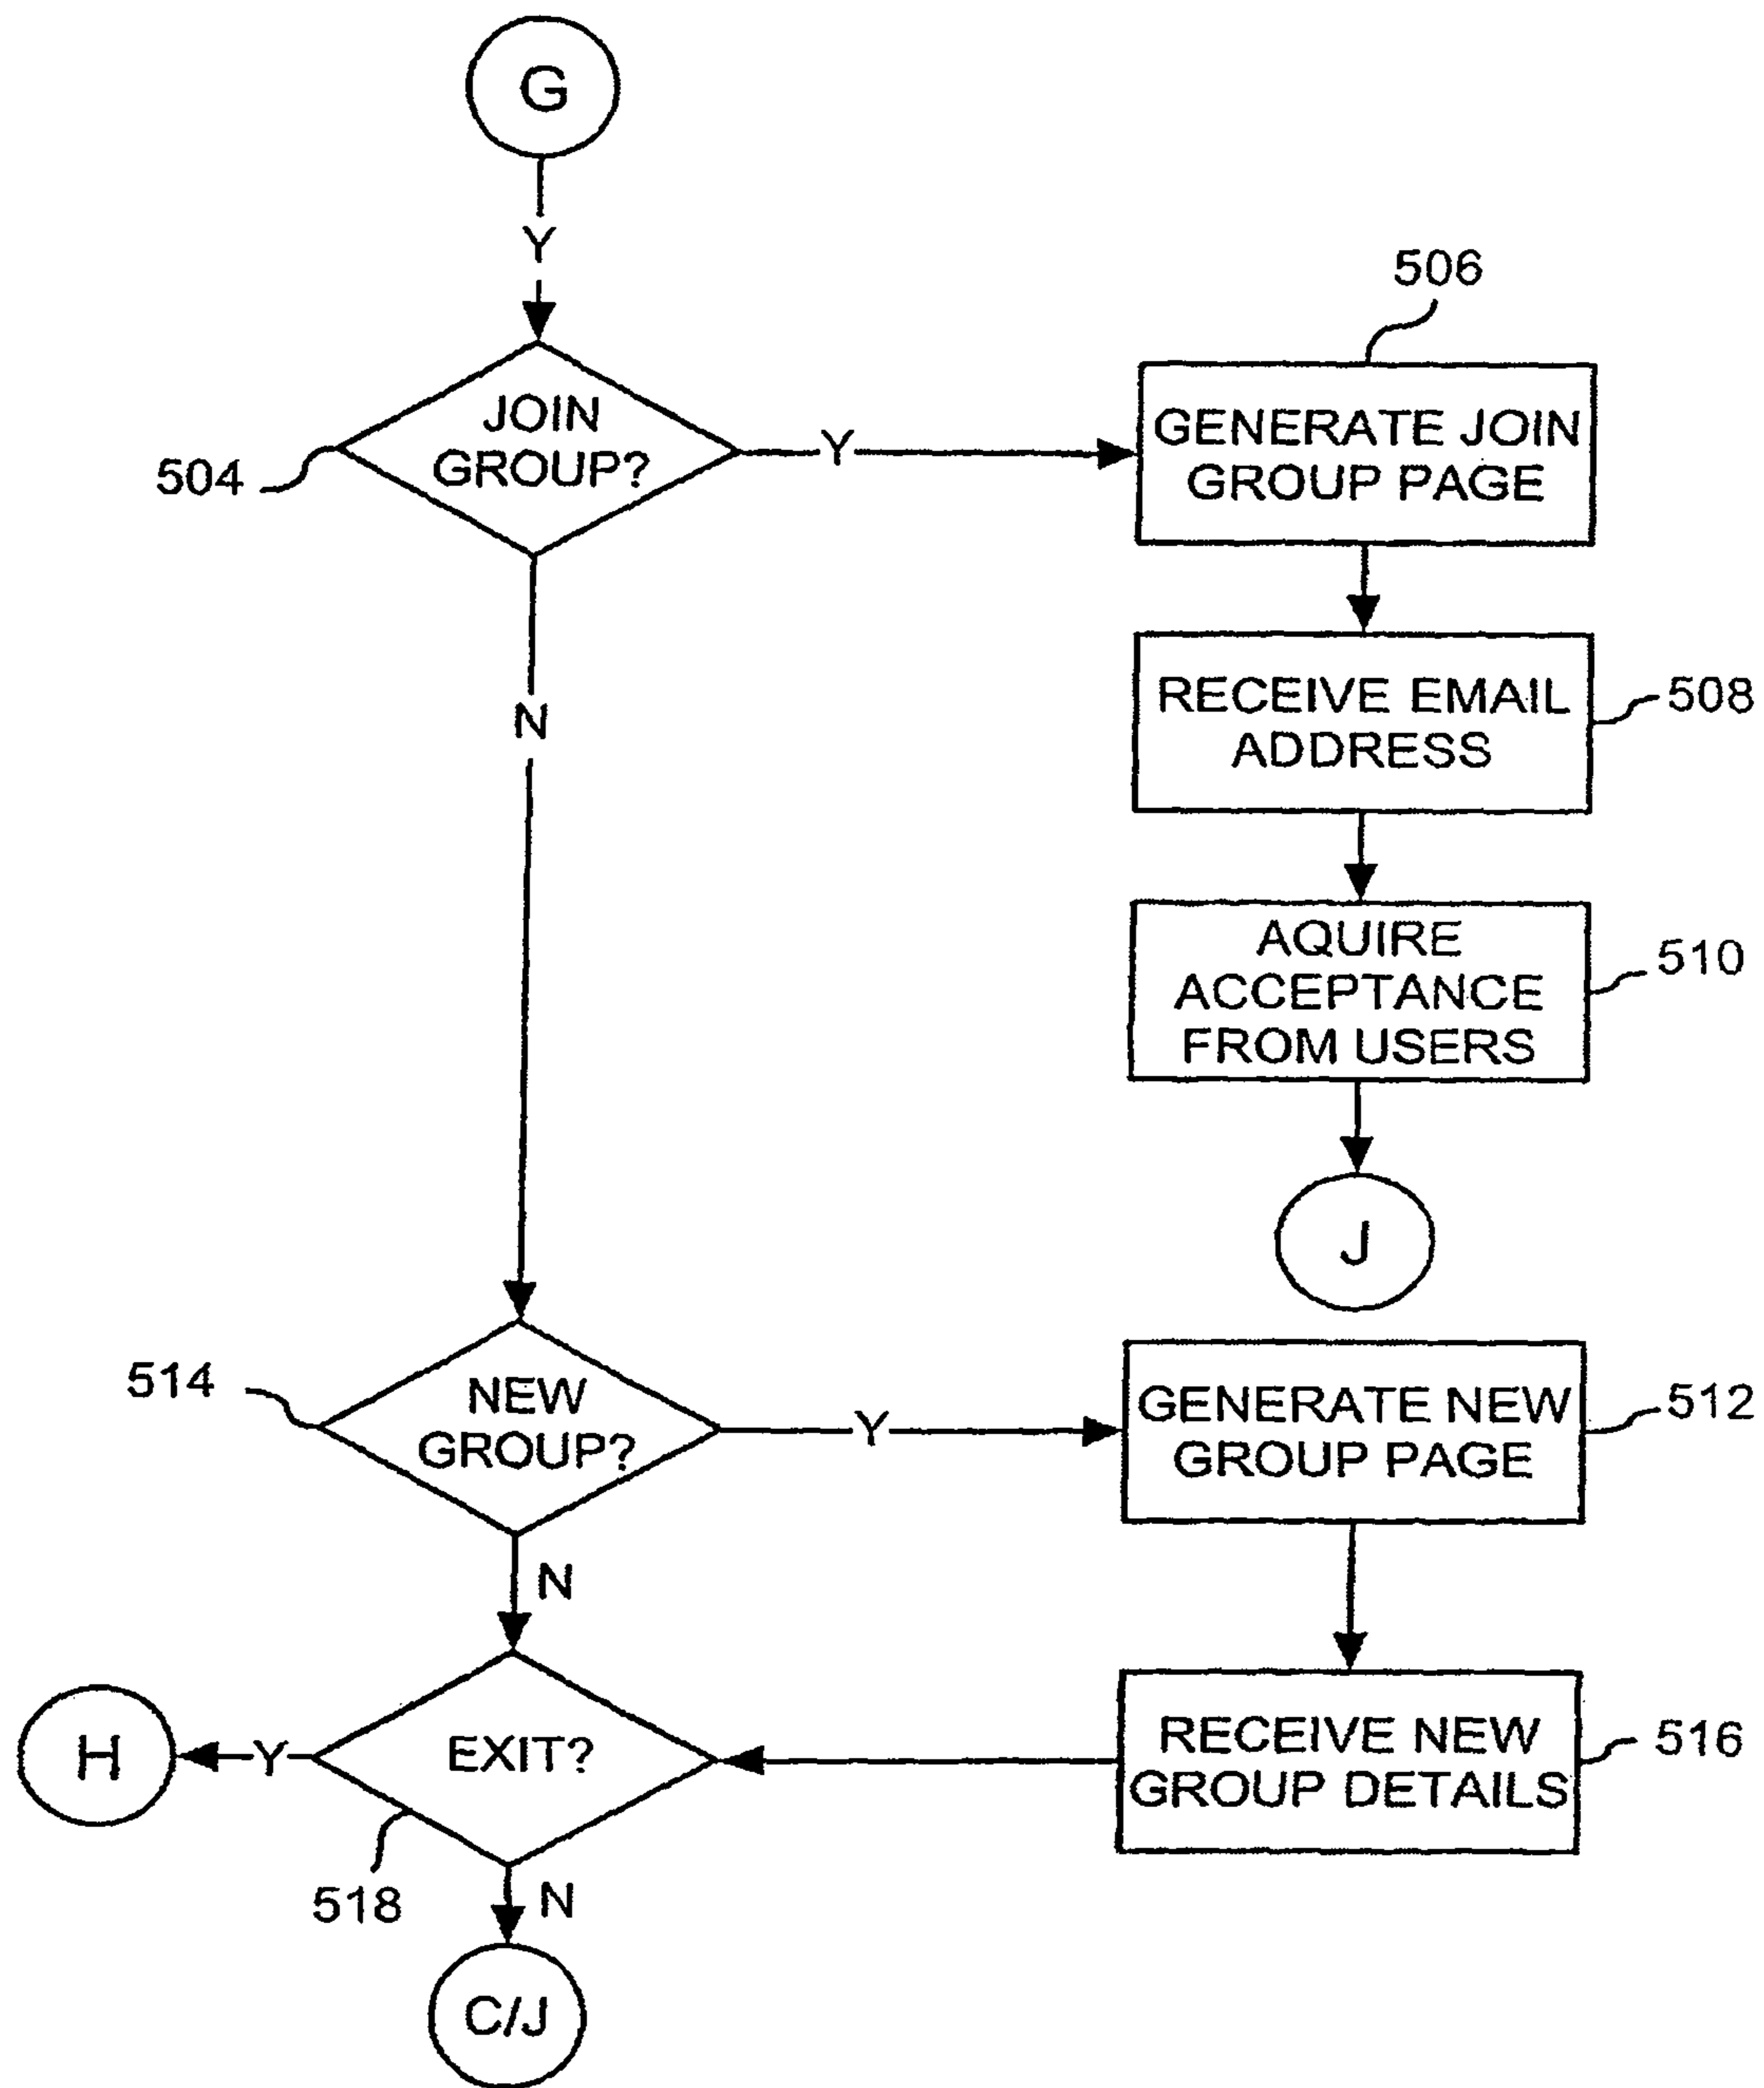 G
Y
506
JOIN
GROUP?
504
Y
GENERATE JOIN
GROUP PAGE
N
RECEIVE EMAIL
ADDRESS
508
AQUIRE
ACCEPTANCE
FROM USERS
510
J
514
NEW
GROUP?
Y
GENERATE NEW
GROUP PAGE
512
N
H
Y
EXIT?
RECEIVE NEW
GROUP DETAILS
516
518
N
C/J